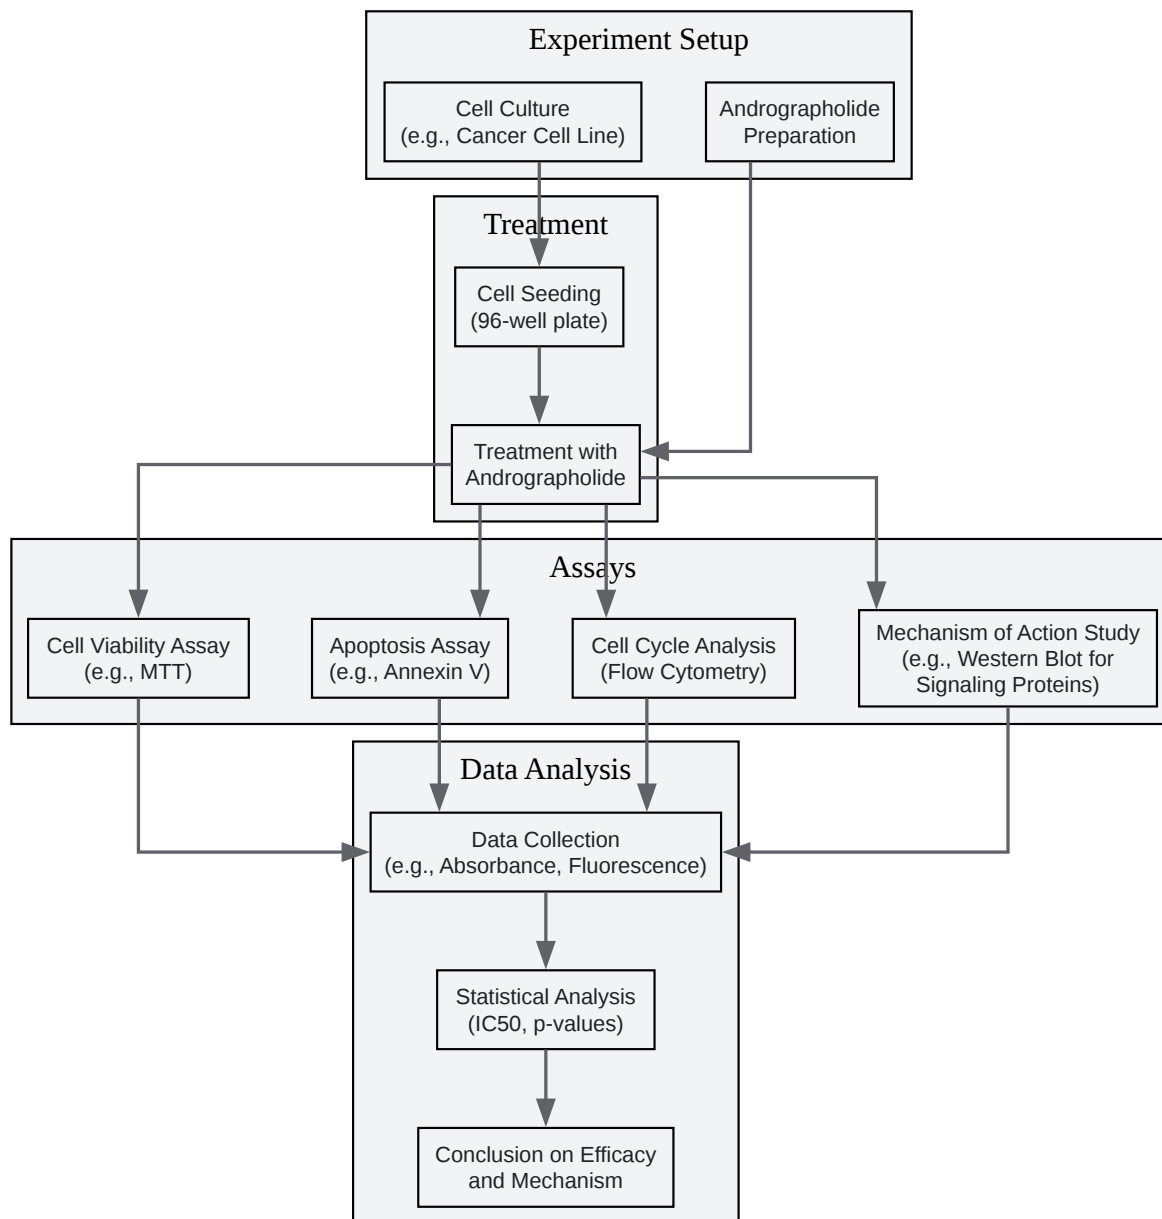 Experiment Setup
Cell Culture
(e.g., Cancer Cell Line)
Andrographolide
Preparation
Treatment
Cell Seeding
(96-well plate)
Treatment with
Andrographolide
Assays
Cell Viability Assay
(e.g., MTT)
Apoptosis Assay
(e.g., Annexin V)
Cell Cycle Analysis
(Flow Cytometry)
Mechanism of Action Study
(e.g., Western Blot for
Signaling Proteins)
Data Analysis
Data Collection
(e.g., Absorbance, Fluorescence)
Statistical Analysis
(IC50, p-values)
Conclusion on Efficacy
and Mechanism